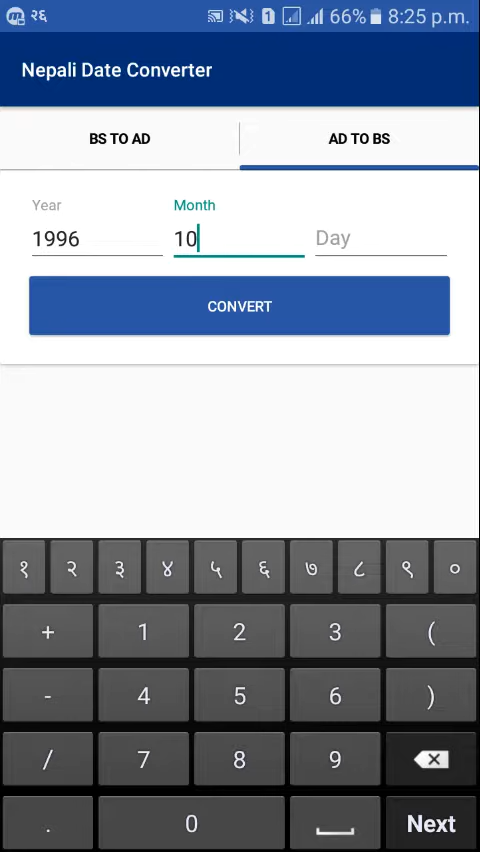 २६ 1 66% 8:25 p.m.
Nepali Date Converter
BS TO AD AD TO BS
Year Month
1996 10 Day
CONVERT
१ २ ३ ४ ५ ६ ७ ८ ९ ०
+ 1 2 3 (
- 4 5 6 )
/ 7 8 9
. 0 Next